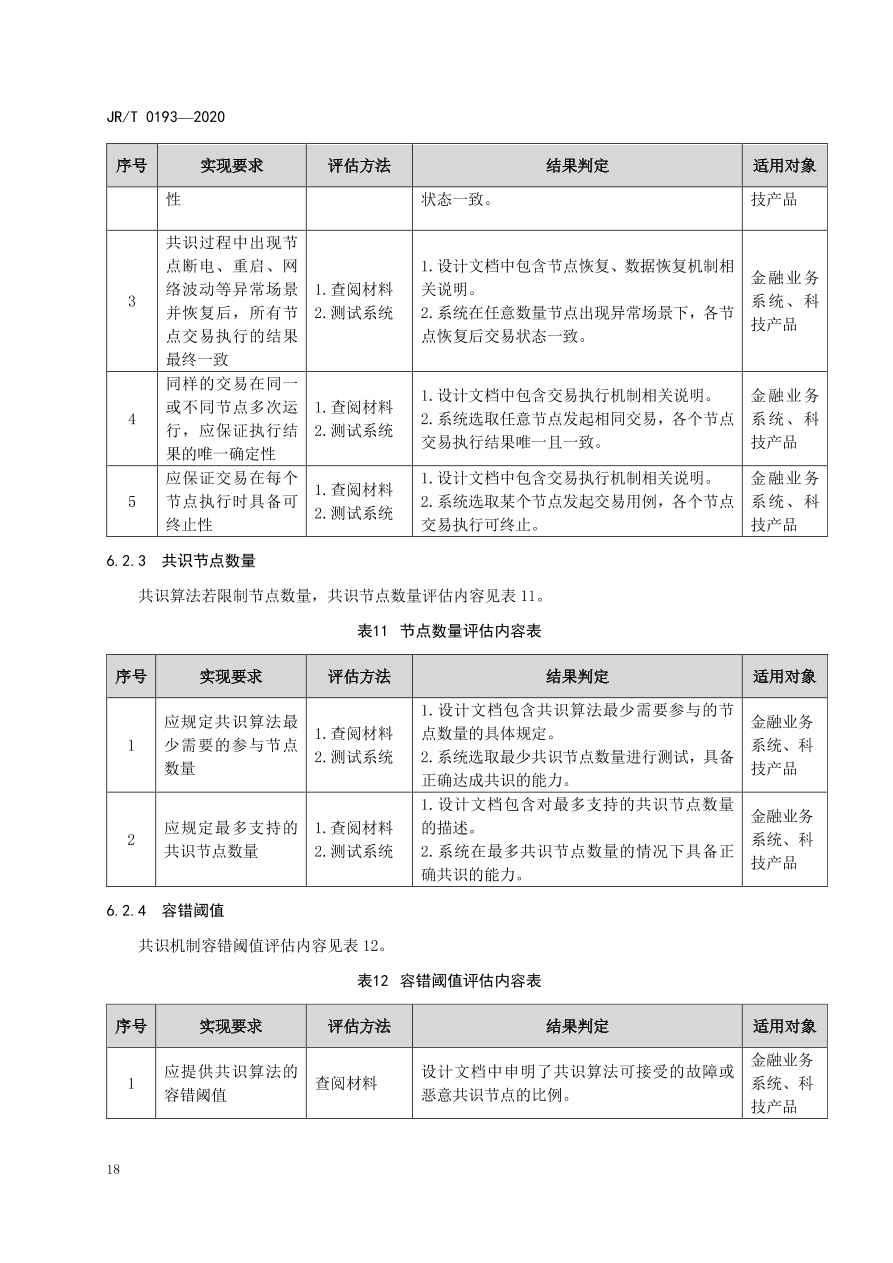 JR/T 0193—2020
序号 实现要求 评估方法 结果判定 适用对象
性 状态一致。 技产品
3
共识过程中出现节
点断电、重启、网
络波动等异常场景
并恢复后，所有节
点交易执行的结果
最终一致
1.查阅材料
2.测试系统
1.设计文档中包含节点恢复、数据恢复机制相
关说明。
2.系统在任意数量节点出现异常场景下，各节
点恢复后交易状态一致。
金融业务
系统、科
技产品
4
同样的交易在同一
或不同节点多次运
行，应保证执行结
果的唯一确定性
1.查阅材料
2.测试系统
1.设计文档中包含交易执行机制相关说明。
2.系统选取任意节点发起相同交易，各个节点
交易执行结果唯一且一致。
金融业务
系统、科
技产品
5
应保证交易在每个
节点执行时具备可
终止性
1.查阅材料
2.测试系统
1.设计文档中包含交易执行机制相关说明。
2.系统选取某个节点发起交易用例，各个节点
交易执行可终止。
金融业务
系统、科
技产品
6.2.3 共识节点数量
共识算法若限制节点数量，共识节点数量评估内容见表 11。
表11 节点数量评估内容表
序号 实现要求 评估方法 结果判定 适用对象
1
应规定共识算法最
少需要的参与节点
数量
1.查阅材料
2.测试系统
1.设计文档包含共识算法最少需要参与的节
点数量的具体规定。
2.系统选取最少共识节点数量进行测试，具备
正确达成共识的能力。
金融业务
系统、科
技产品
2
应规定最多支持的
共识节点数量
1.查阅材料
2.测试系统
1.设计文档包含对最多支持的共识节点数量
的描述。
2.系统在最多共识节点数量的情况下具备正
确共识的能力。
金融业务
系统、科
技产品
6.2.4 容错阈值
共识机制容错阈值评估内容见表 12。
表12 容错阈值评估内容表
序号 实现要求 评估方法 结果判定 适用对象
1
应提供共识算法的
容错阈值
查阅材料
设计文档中申明了共识算法可接受的故障或
恶意共识节点的比例。
金融业务
系统、科
技产品
18